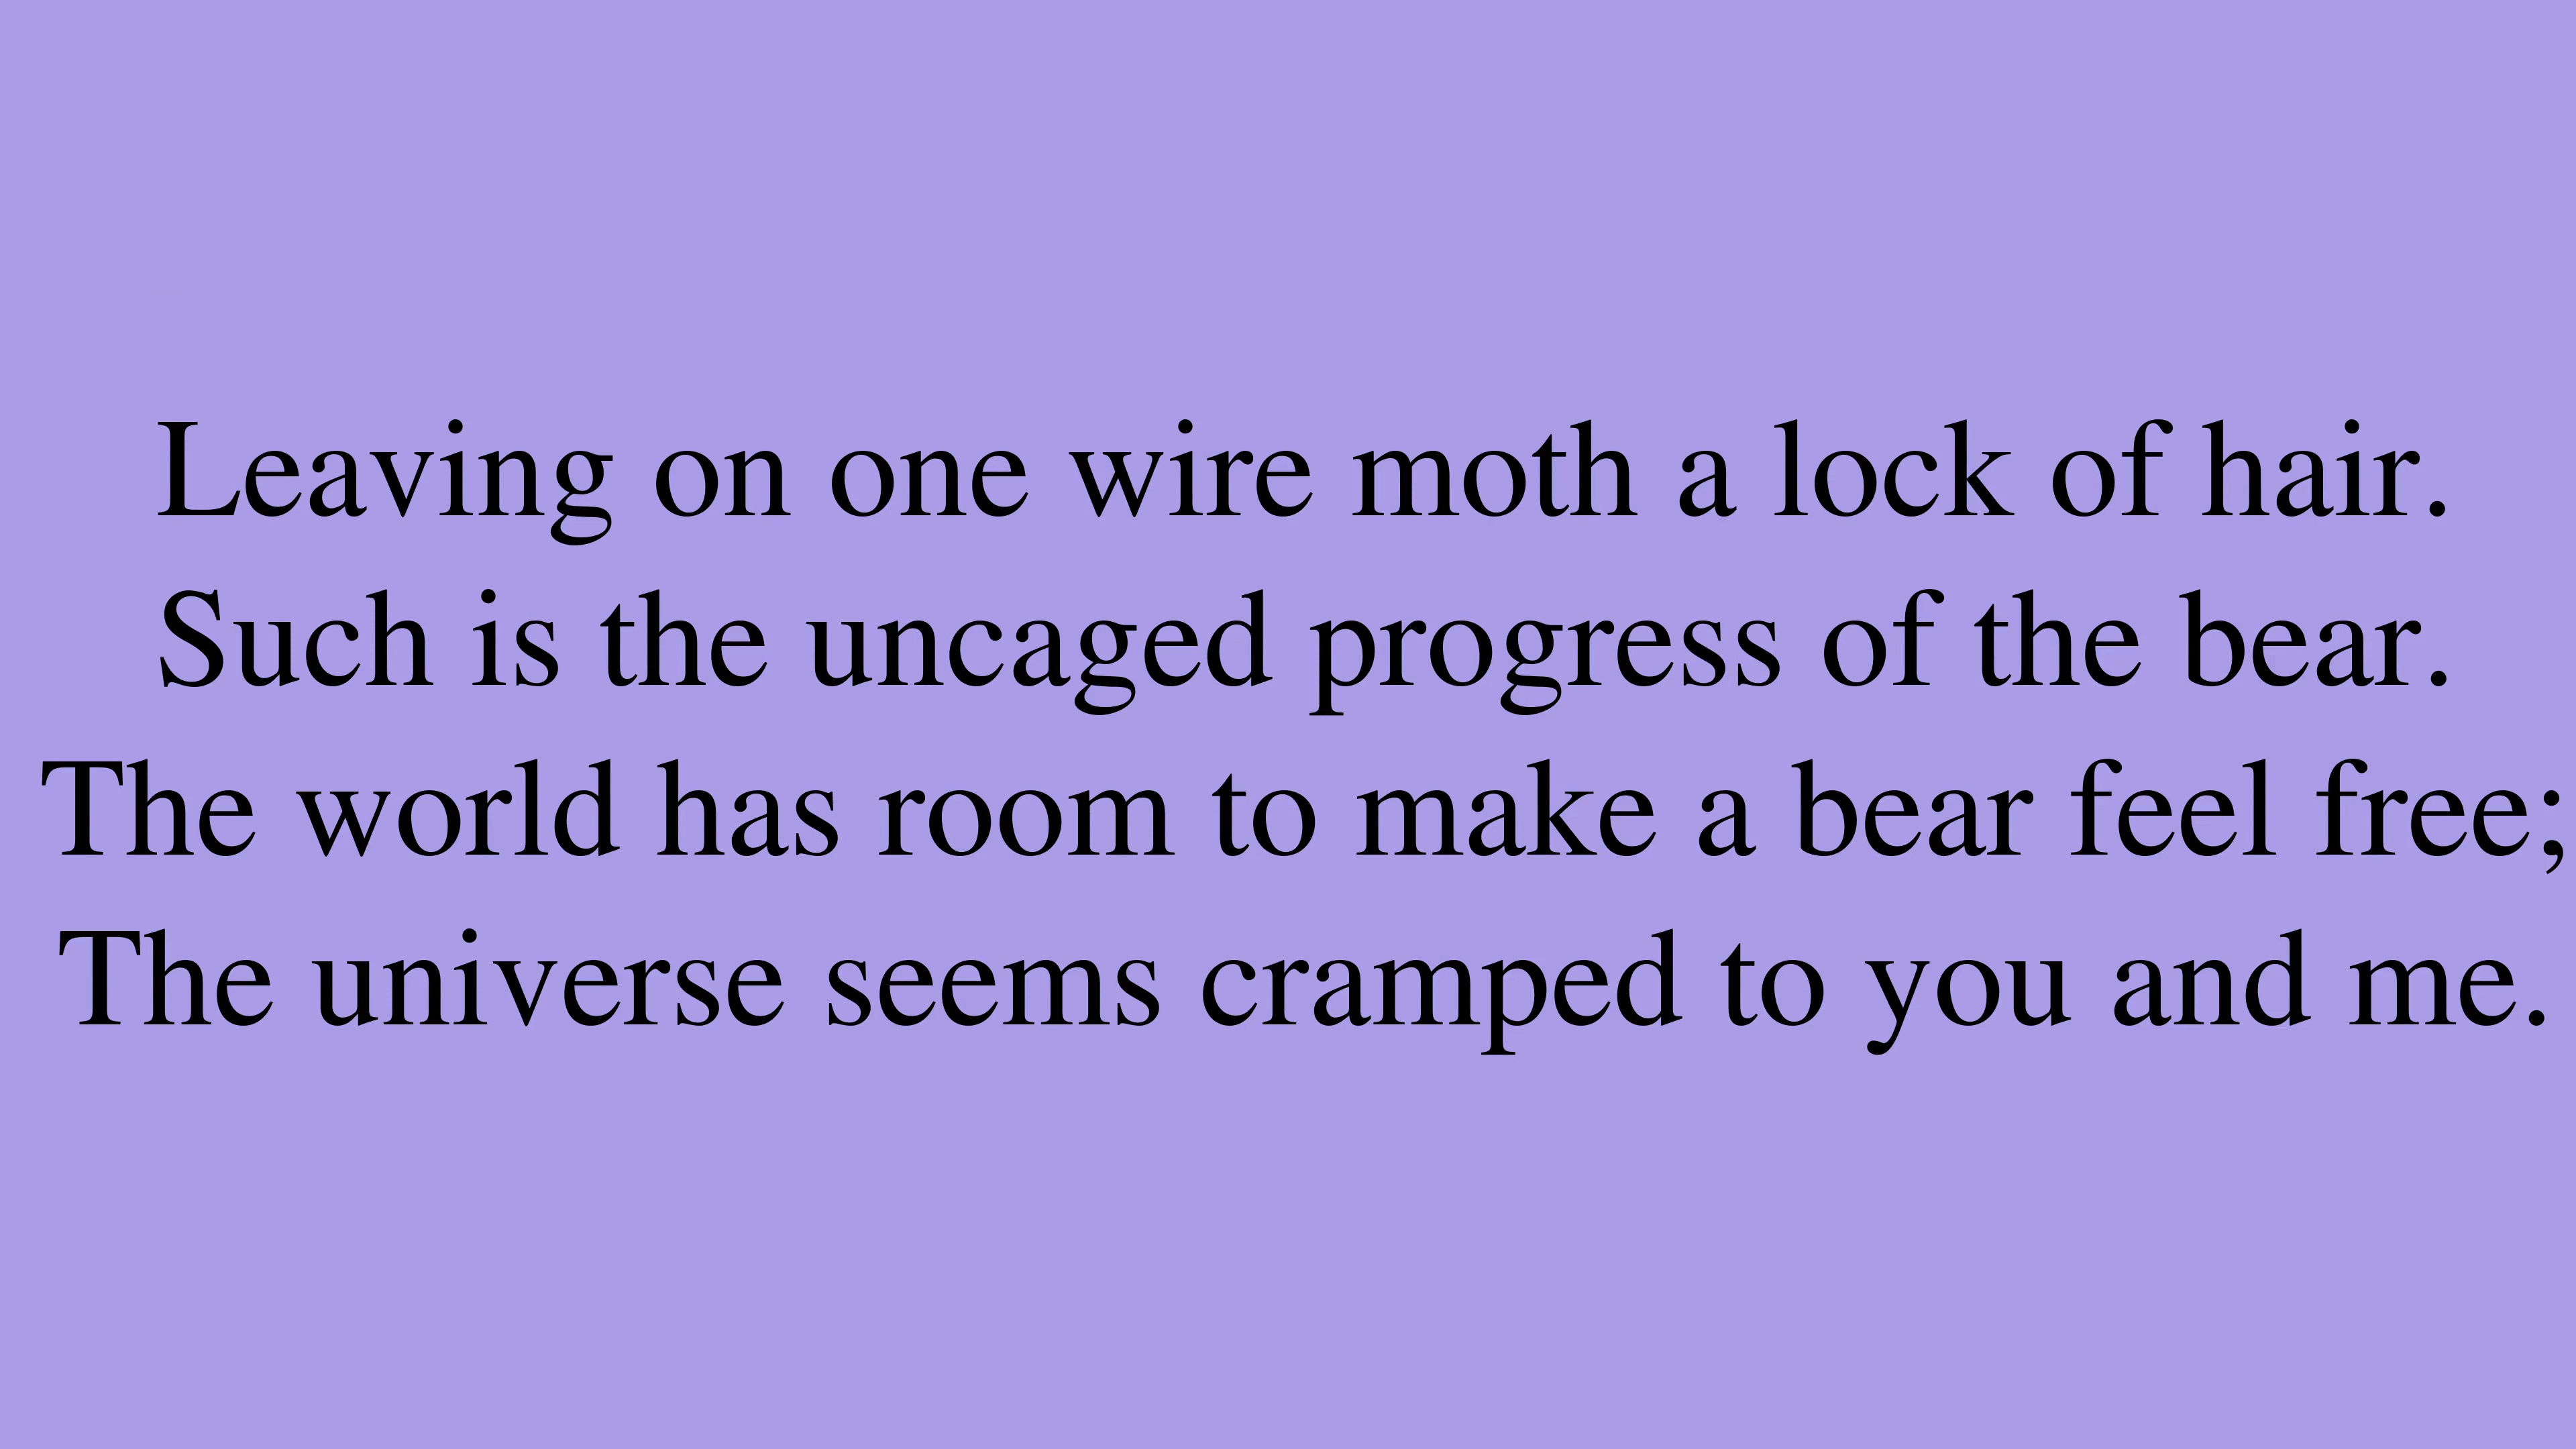 Leaving on one wire moth a lock of hair.
Such is the uncaged progress of the bear.
The world has room to make a bear feel free;
The universe seems cramped to you and me.